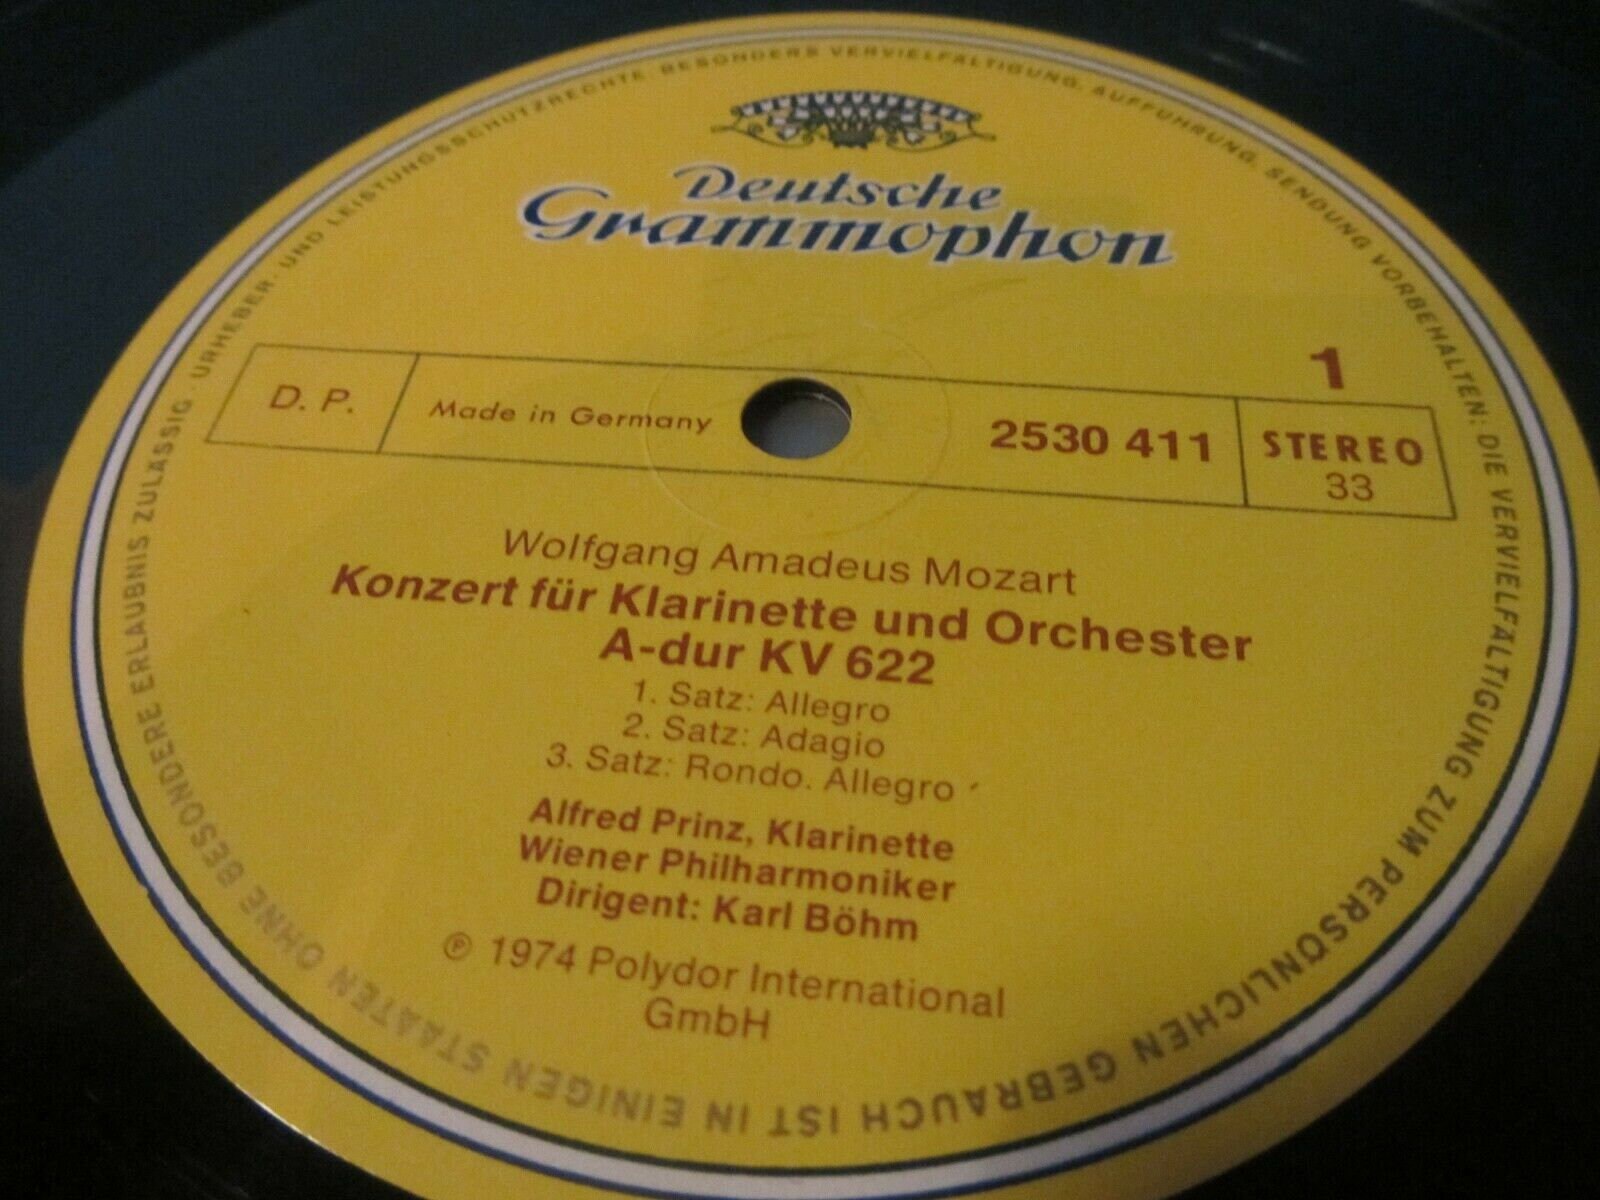 URHEBER- UND LEISTUNGSSCHUTZRECHTE BESONDERS VERVIELFÄLTIGUNG, AUFFÜHRUNG, SENDUNG VORBEHALTEN: DIE VERVIELFÄLTIGUNG ZUM PERSÖNLICHEN GEBRAUCH IST IN EINIGEN STAATEN OHNE BESONDERE ERLAUBNIS ZULÄSSIG ·
Deutsche
Grammophon
1
D. P.
Made in Germany
2530 411
STEREO
33
Wolfgang Amadeus Mozart
Konzert für Klarinette und Orchester
A-dur KV 622
1. Satz: Allegro
2. Satz: Adagio
3. Satz: Rondo. Allegro
Alfred Prinz, Klarinette
Wiener Philharmoniker
Dirigent: Karl Böhm
℗ 1974 Polydor International
GmbH